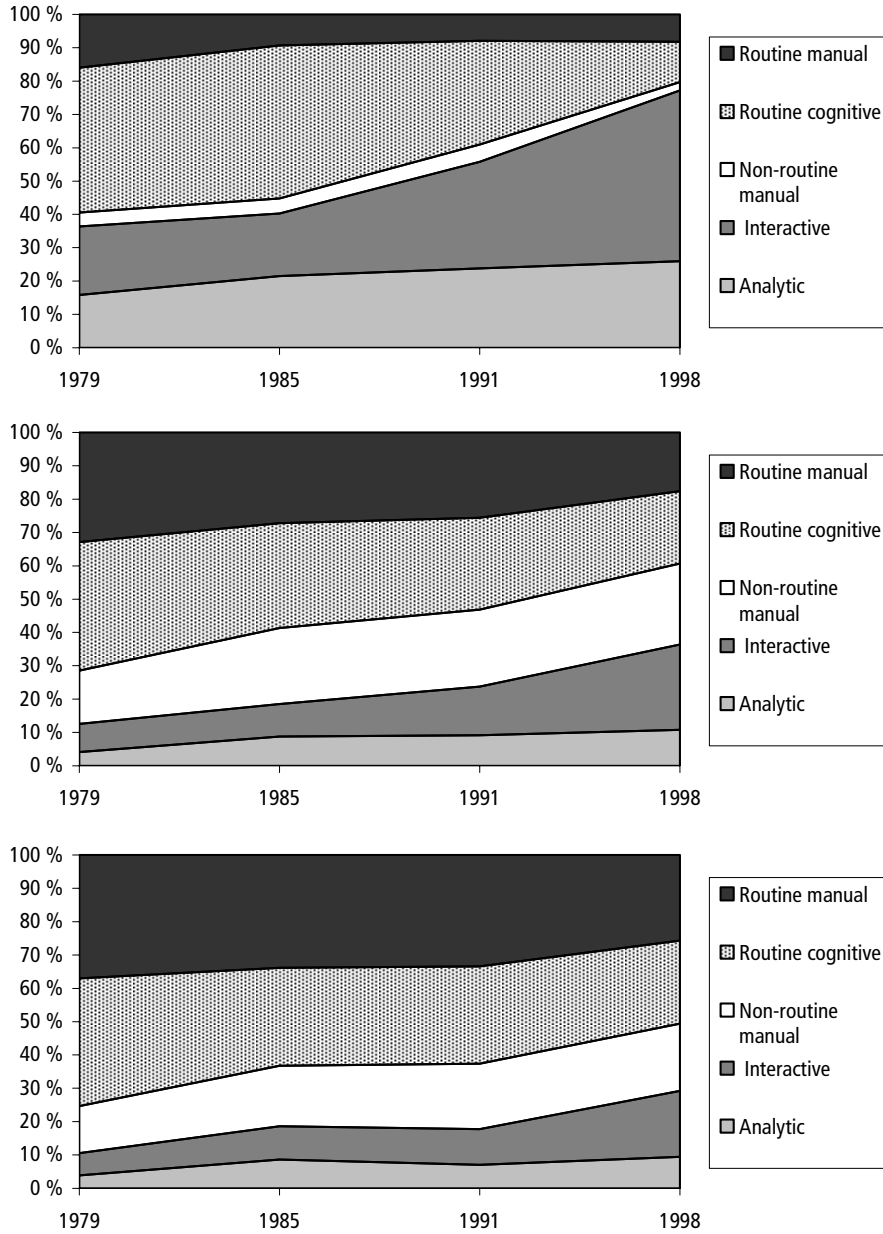 100 %
90 %
80 %
70 %
60 %
50 %
40 %
30 %
20 %
10 %
0 %
1979 1985 1991 1998
Routine manual
Routine cognitive
Non-routine
manual
Interactive
Analytic
100 %
90 %
80 %
70 %
60 %
50 %
40 %
30 %
20 %
10 %
0 %
1979 1985 1991 1998
Routine manual
Routine cognitive
Non-routine
manual
Interactive
Analytic
100 %
90 %
80 %
70 %
60 %
50 %
40 %
30 %
20 %
10 %
0 %
1979 1985 1991 1998
Routine manual
Routine cognitive
Non-routine
manual
Interactive
Analytic